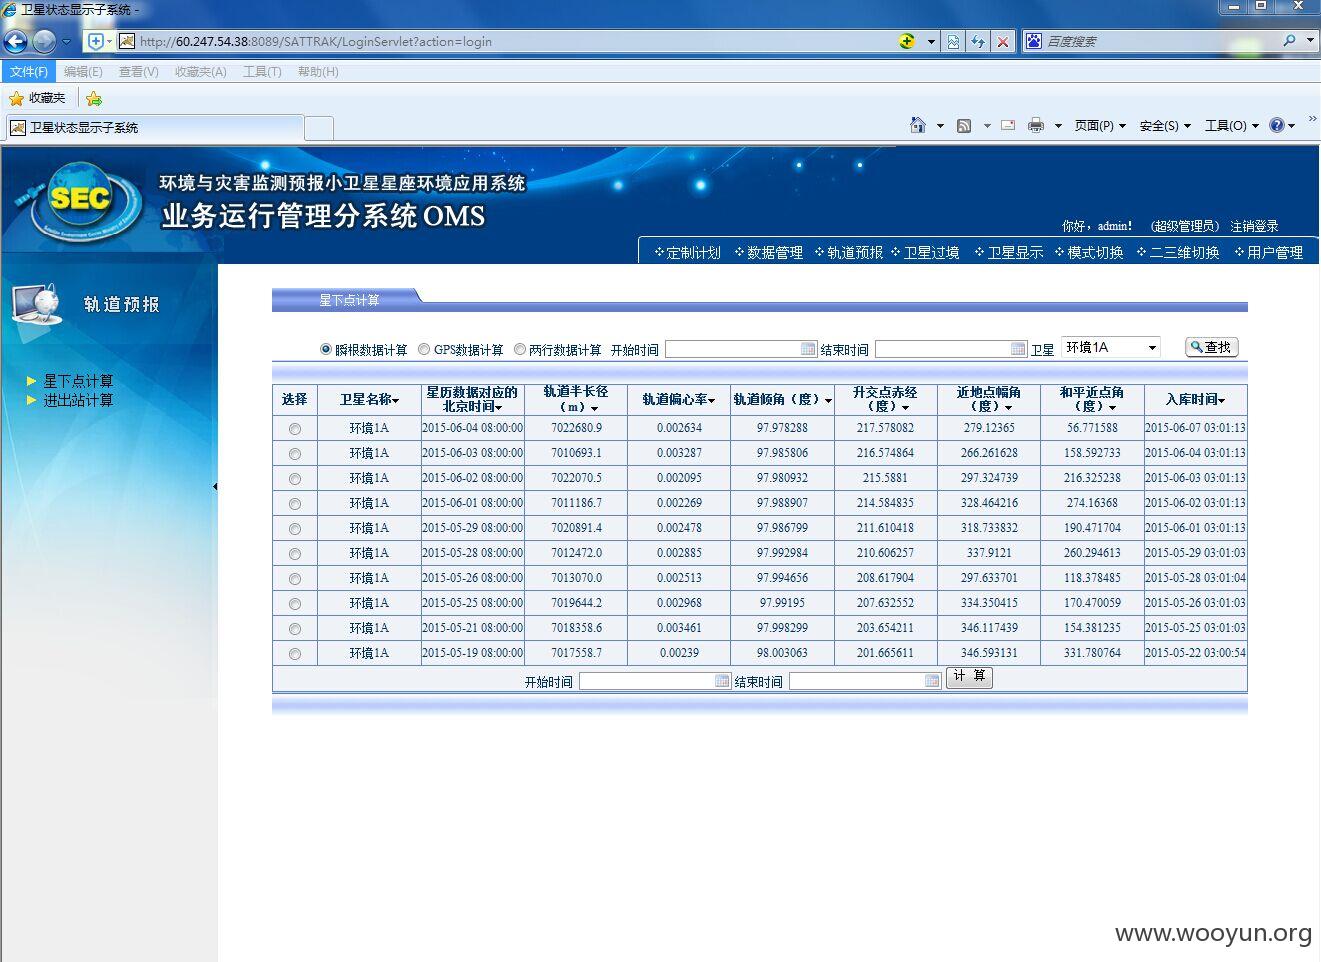 卫星状态显示子系统 -
http://60.247.54.38:8089/SATTRAK/LoginServlet?action=login
百度搜索
文件(F) 编辑(E) 查看(V) 收藏夹(A) 工具(T) 帮助(H)
收藏夹
卫星状态显示子系统
页面(P) 安全(S) 工具(O)
SEC
环境与灾害监测预报小卫星星座环境应用系统
业务运行管理分系统 OMS
你好，admin! (超级管理员) 注销登录
定制计划 数据管理 轨道预报 卫星过境 卫星显示 模式切换 二三维切换 用户管理
轨道预报
星下点计算
进出站计算
星下点计算
瞬根数据计算 GPS数据计算 两行数据计算 开始时间 结束时间 卫星 环境1A 查找
选择 卫星名称 星历数据对应的北京时间 轨道半长径（m） 轨道偏心率 轨道倾角（度） 升交点赤经（度） 近地点幅角（度） 和平近点角（度） 入库时间
环境1A 2015-06-04 08:00:00 7022680.9 0.002634 97.978288 217.578082 279.12365 56.771588 2015-06-07 03:01:13
环境1A 2015-06-03 08:00:00 7010693.1 0.003287 97.985806 216.574864 266.261628 158.592733 2015-06-04 03:01:13
环境1A 2015-06-02 08:00:00 7022070.5 0.002095 97.980932 215.5881 297.324739 216.325238 2015-06-03 03:01:13
环境1A 2015-06-01 08:00:00 7011186.7 0.002269 97.988907 214.584835 328.464216 274.16368 2015-06-02 03:01:13
环境1A 2015-05-29 08:00:00 7020891.4 0.002478 97.986799 211.610418 318.733832 190.471704 2015-06-01 03:01:13
环境1A 2015-05-28 08:00:00 7012472.0 0.002885 97.992984 210.606257 337.9121 260.294613 2015-05-29 03:01:03
环境1A 2015-05-26 08:00:00 7013070.0 0.002513 97.994656 208.617904 297.633701 118.378485 2015-05-28 03:01:04
环境1A 2015-05-25 08:00:00 7019644.2 0.002968 97.99195 207.632552 334.350415 170.470059 2015-05-26 03:01:03
环境1A 2015-05-21 08:00:00 7018358.6 0.003461 97.998299 203.654211 346.117439 154.381235 2015-05-25 03:01:03
环境1A 2015-05-19 08:00:00 7017558.7 0.00239 98.003063 201.665611 346.593131 331.780764 2015-05-22 03:00:54
开始时间 结束时间 计 算
www.wooyun.org